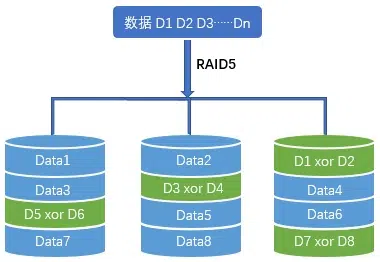 数据 D1 D2 D3······Dn
RAID5
Data1
Data3
D5 xor D6
Data7
Data2
D3 xor D4
Data5
Data8
D1 xor D2
Data4
Data6
D7 xor D8